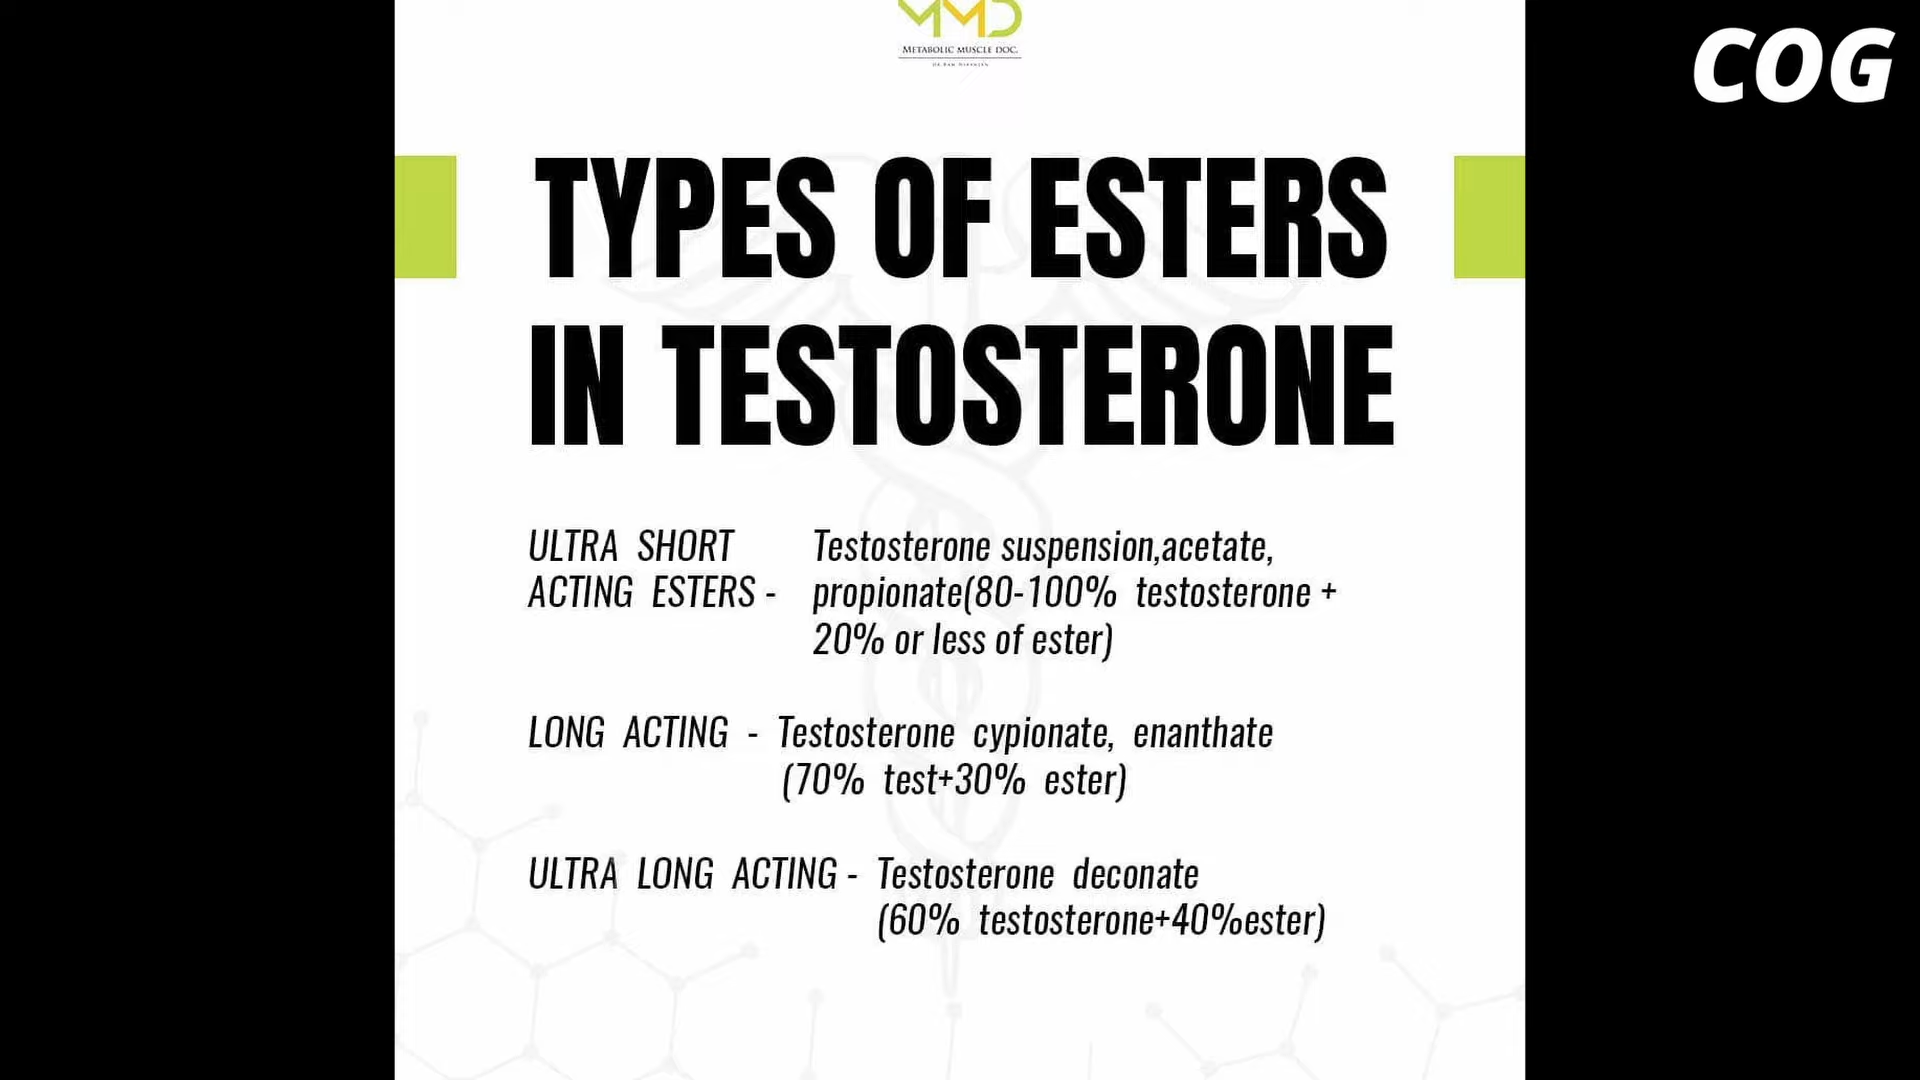 MMD
METABOLIC MUSCLE DOC.
COG
TYPES OF ESTERS
IN TESTOSTERONE
ULTRA SHORT Testosterone suspension,acetate,
ACTING ESTERS - propionate(80-100% testosterone +
20% or less of ester)
LONG ACTING - Testosterone cypionate, enanthate
(70% test+30% ester)
ULTRA LONG ACTING - Testosterone deconate
(60% testosterone+40%ester)